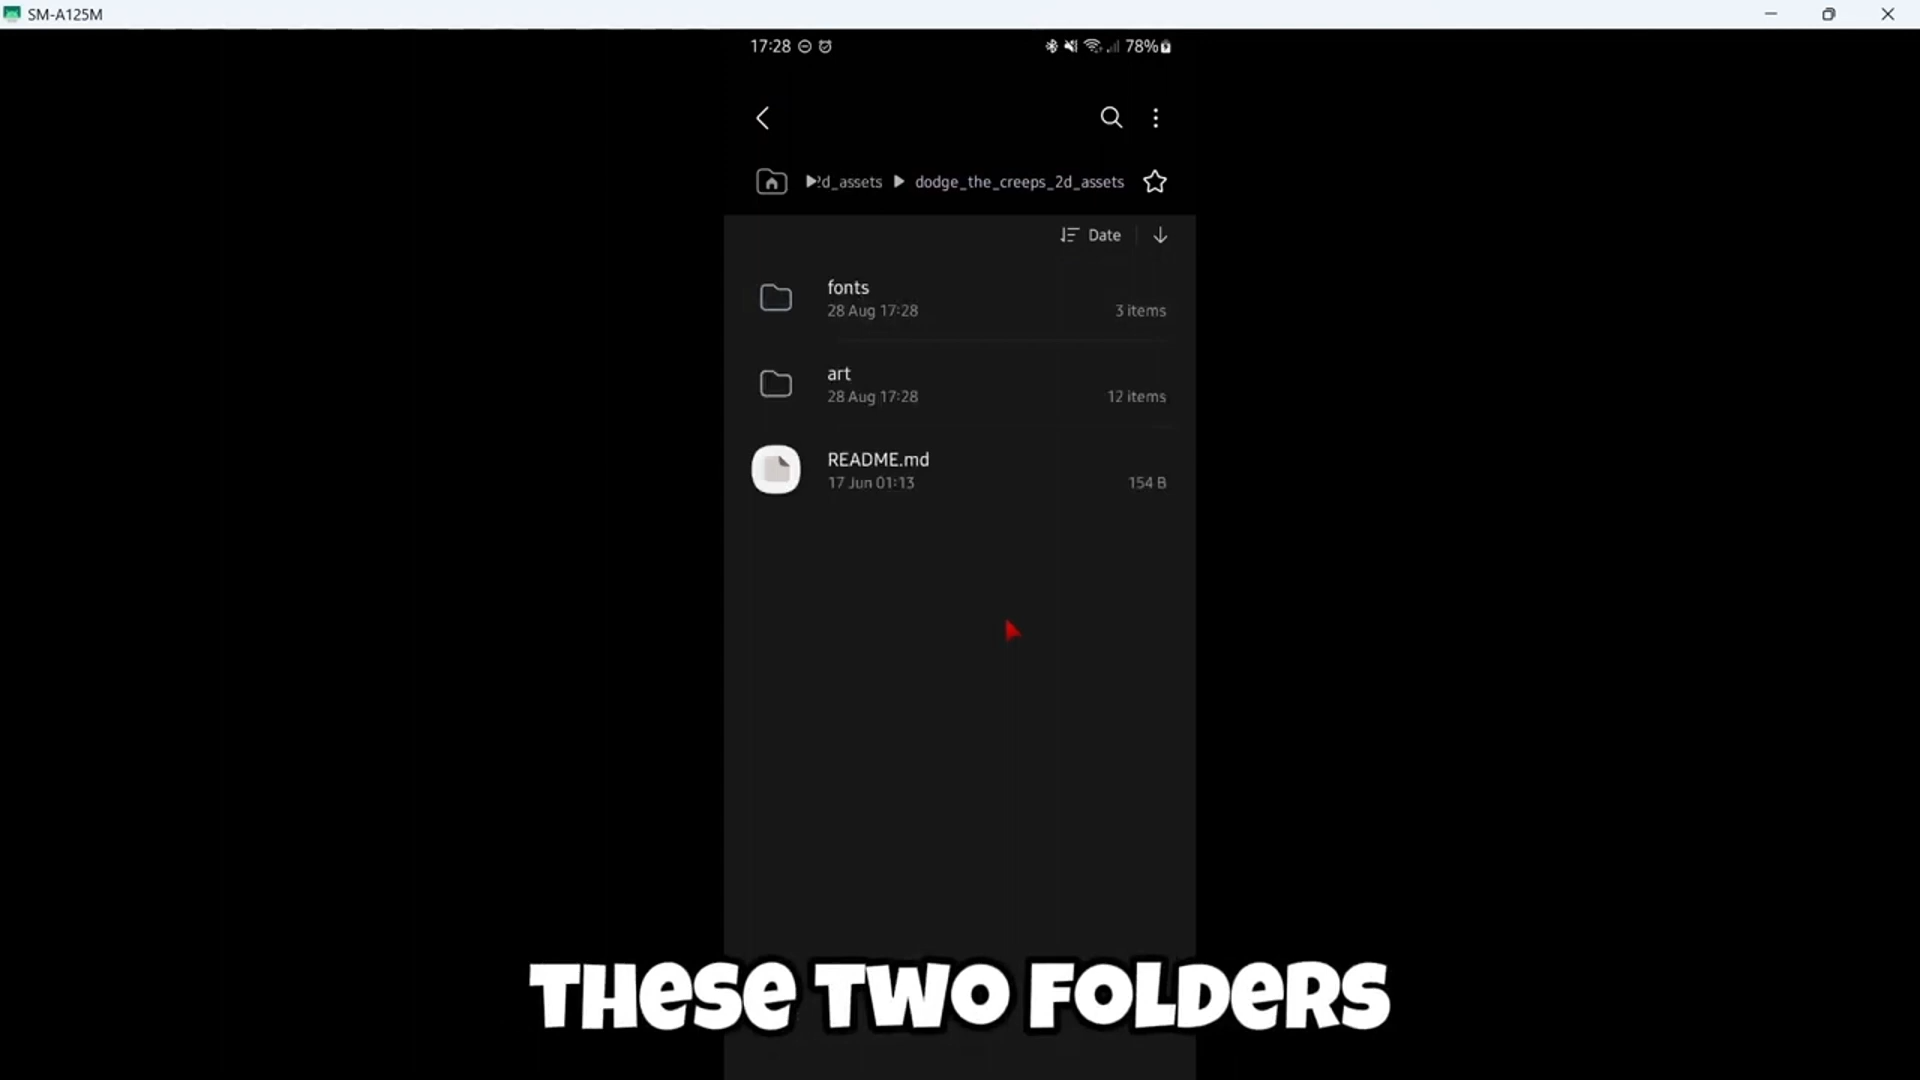 SM-A125M
17:28 78%
?d_assets dodge_the_creeps_2d_assets
Date
fonts
28 Aug 17:28 3 items
art
28 Aug 17:28 12 items
README.md
17 Jun 01:13 154 B
THESE TWO FOLDERS